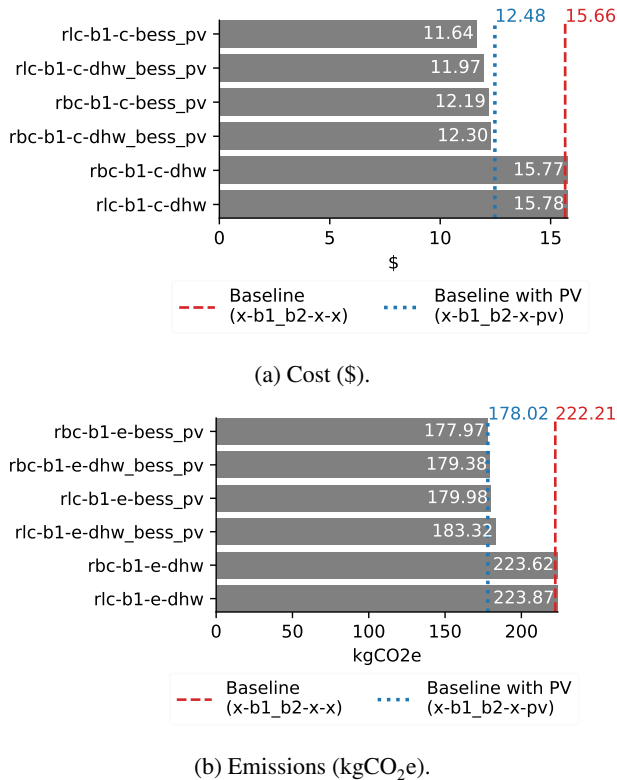 12.48 15.66
rlc-b1-c-bess_pv 11.64
rlc-b1-c-dhw_bess_pv 11.97
rbc-b1-c-bess_pv 12.19
rbc-b1-c-dhw_bess_pv 12.30
rbc-b1-c-dhw 15.77
rlc-b1-c-dhw 15.78
0 5 10 15
$
Baseline Baseline with PV
(x-b1_b2-x-x) (x-b1_b2-x-pv)
(a) Cost ($).
178.02 222.21
rbc-b1-e-bess_pv 177.97
rbc-b1-e-dhw_bess_pv 179.38
rlc-b1-e-bess_pv 179.98
rlc-b1-e-dhw_bess_pv 183.32
rbc-b1-e-dhw 223.62
rlc-b1-e-dhw 223.87
0 50 100 150 200
kgCO2e
Baseline Baseline with PV
(x-b1_b2-x-x) (x-b1_b2-x-pv)
(b) Emissions (kgCO₂e).